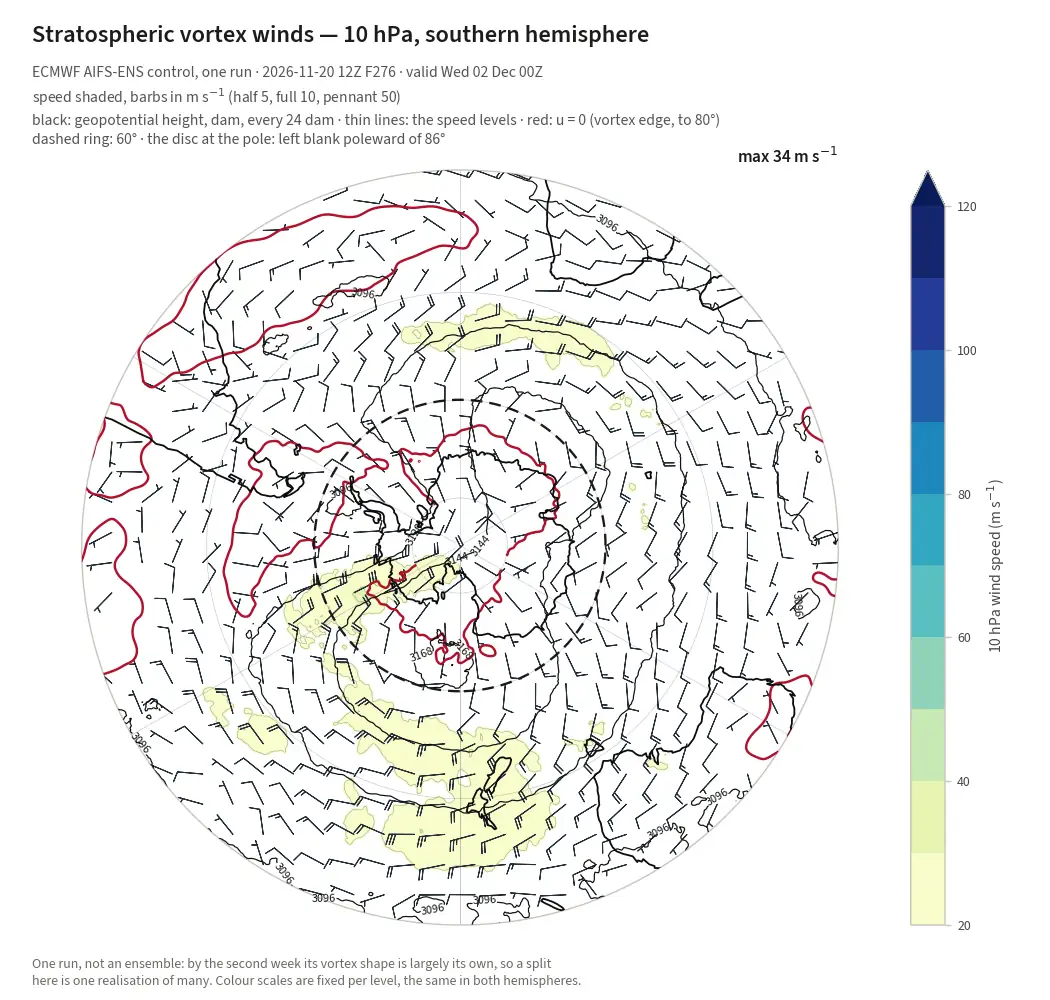 Stratospheric vortex winds — 10 hPa, southern hemisphere
ECMWF AIFS-ENS control, one run · 2026-11-20 12Z F276 · valid Wed 02 Dec 00Z
speed shaded, barbs in m s⁻¹ (half 5, full 10, pennant 50)
black: geopotential height, dam, every 24 dam · thin lines: the speed levels · red: u = 0 (vortex edge, to 80°)
dashed ring: 60° · the disc at the pole: left blank poleward of 86°
max 34 m s⁻¹
120
100
80
60
40
20
10 hPa wind speed (m s⁻¹)
3096
3096
3096
3144
3144
3168
3168
3096
3096
3096
3096
3096
3096
3096
3096
One run, not an ensemble: by the second week its vortex shape is largely its own, so a split
here is one realisation of many. Colour scales are fixed per level, the same in both hemispheres.